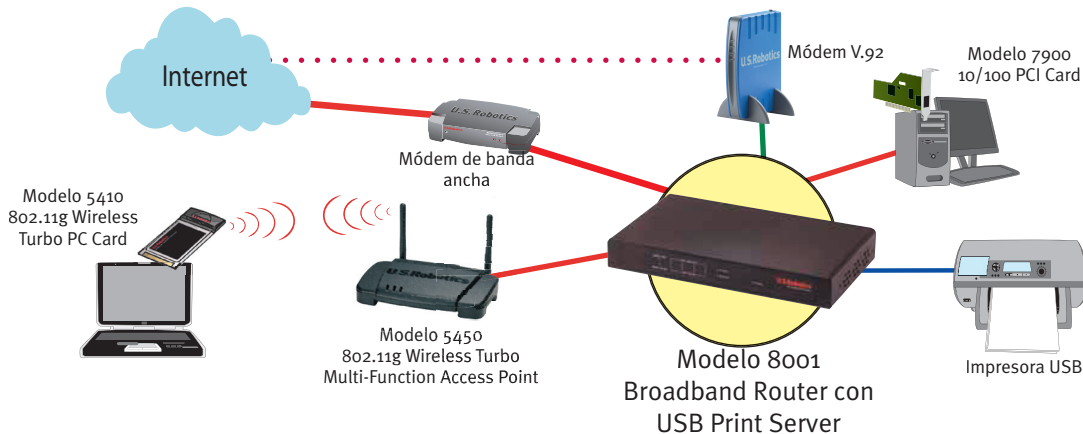 Internet
U.S.Robotics
Módem V.92
Modelo 7900
10/100 PCI Card
U.S.Robotics
Módem de banda
ancha
Modelo 5410
802.11g Wireless
Turbo PC Card
U.S.Robotics
Modelo 5450
802.11g Wireless Turbo
Multi-Function Access Point
Modelo 8001
Broadband Router con
USB Print Server
Impresora USB